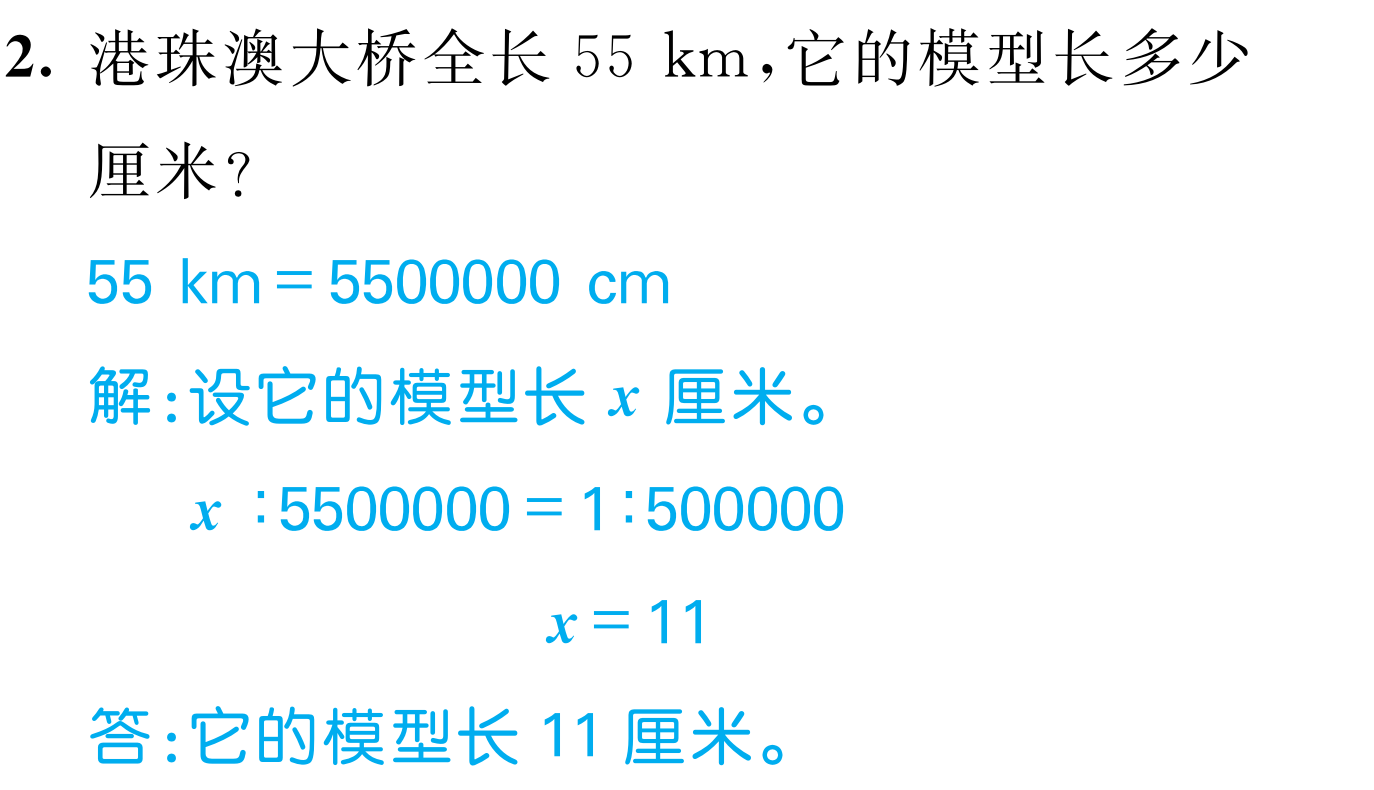 2. 港珠澳大桥全长 55 km,它的模型长多少
厘米?
55 km=5500000 cm
解:设它的模型长 x 厘米。
x :5500000=1:500000
x=11
答:它的模型长 11 厘米。